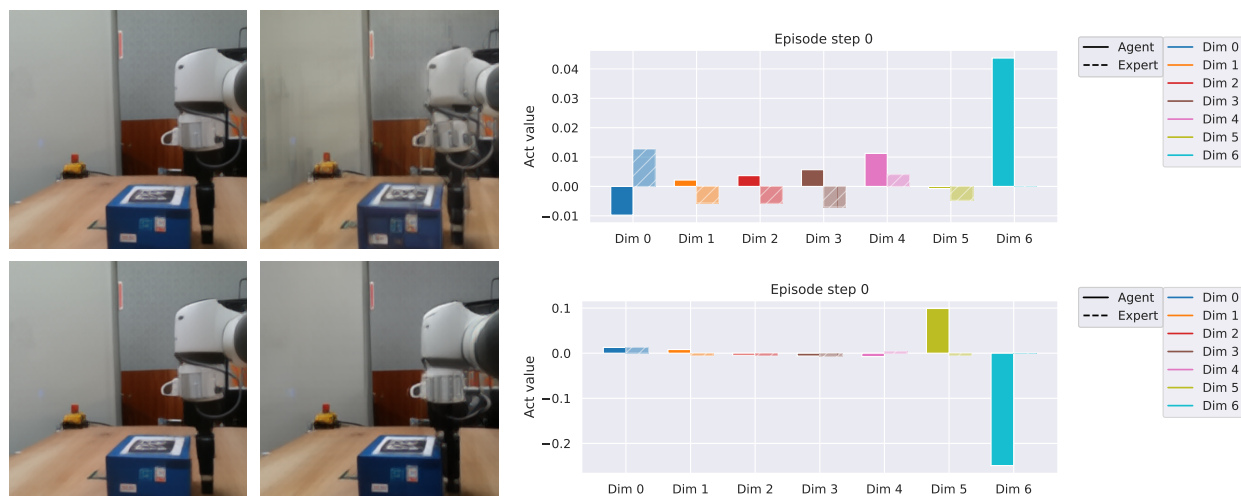 Episode step 0
Act value
0.04
0.03
0.02
0.01
0.00
−0.01
Dim 0 Dim 1 Dim 2 Dim 3 Dim 4 Dim 5 Dim 6
Agent
Expert
Dim 0
Dim 1
Dim 2
Dim 3
Dim 4
Dim 5
Dim 6
Episode step 0
Act value
0.1
0.0
−0.1
−0.2
Dim 0 Dim 1 Dim 2 Dim 3 Dim 4 Dim 5 Dim 6
Agent
Expert
Dim 0
Dim 1
Dim 2
Dim 3
Dim 4
Dim 5
Dim 6